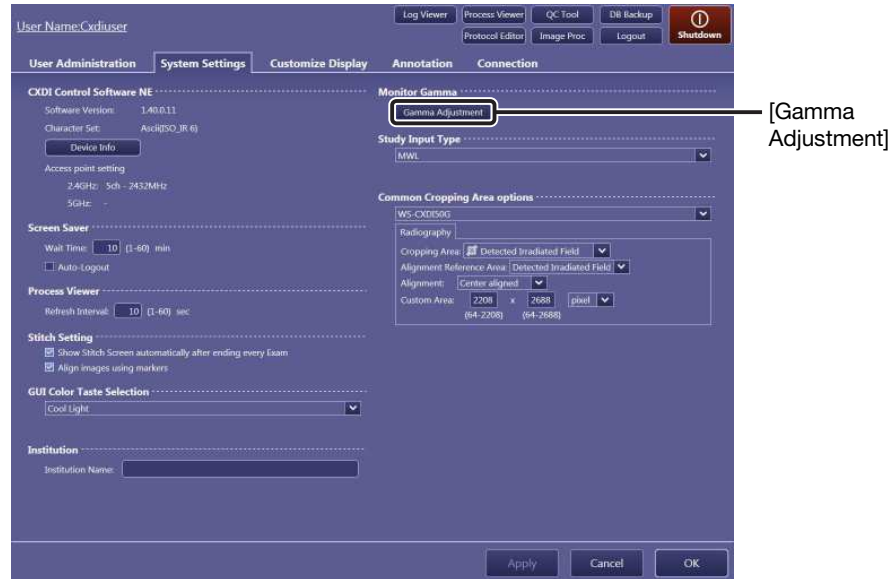 User Name:Cxdiuser
Log Viewer Process Viewer QC Tool DB Backup
Protocol Editor Image Proc Logout Shutdown
User Administration System Settings Customize Display Annotation Connection
CXDI Control Software NE
Software Version: 1.40.0.11
Character Set: Ascii(ISO_IR 6)
Device Info
Access point setting
2.4GHz: 5ch - 2432MHz
5GHz: -
Screen Saver
Wait Time: 10 (1-60) min
Auto-Logout
Process Viewer
Refresh Interval: 10 (1-60) sec
Stitch Setting
Show Stitch Screen automatically after ending every Exam
Align images using markers
GUI Color Taste Selection
Cool Light
Institution
Institution Name:
Monitor Gamma
Gamma Adjustment
Study Input Type
MWL
Common Cropping Area options
WS-CXDI50G
Radiography
Cropping Area: Detected Irradiated Field
Alignment Reference Area: Detected Irradiated Field
Alignment: Center aligned
Custom Area: 2208 x 2688 pixel
(64-2208) (64-2688)
Apply Cancel OK
[Gamma
Adjustment]